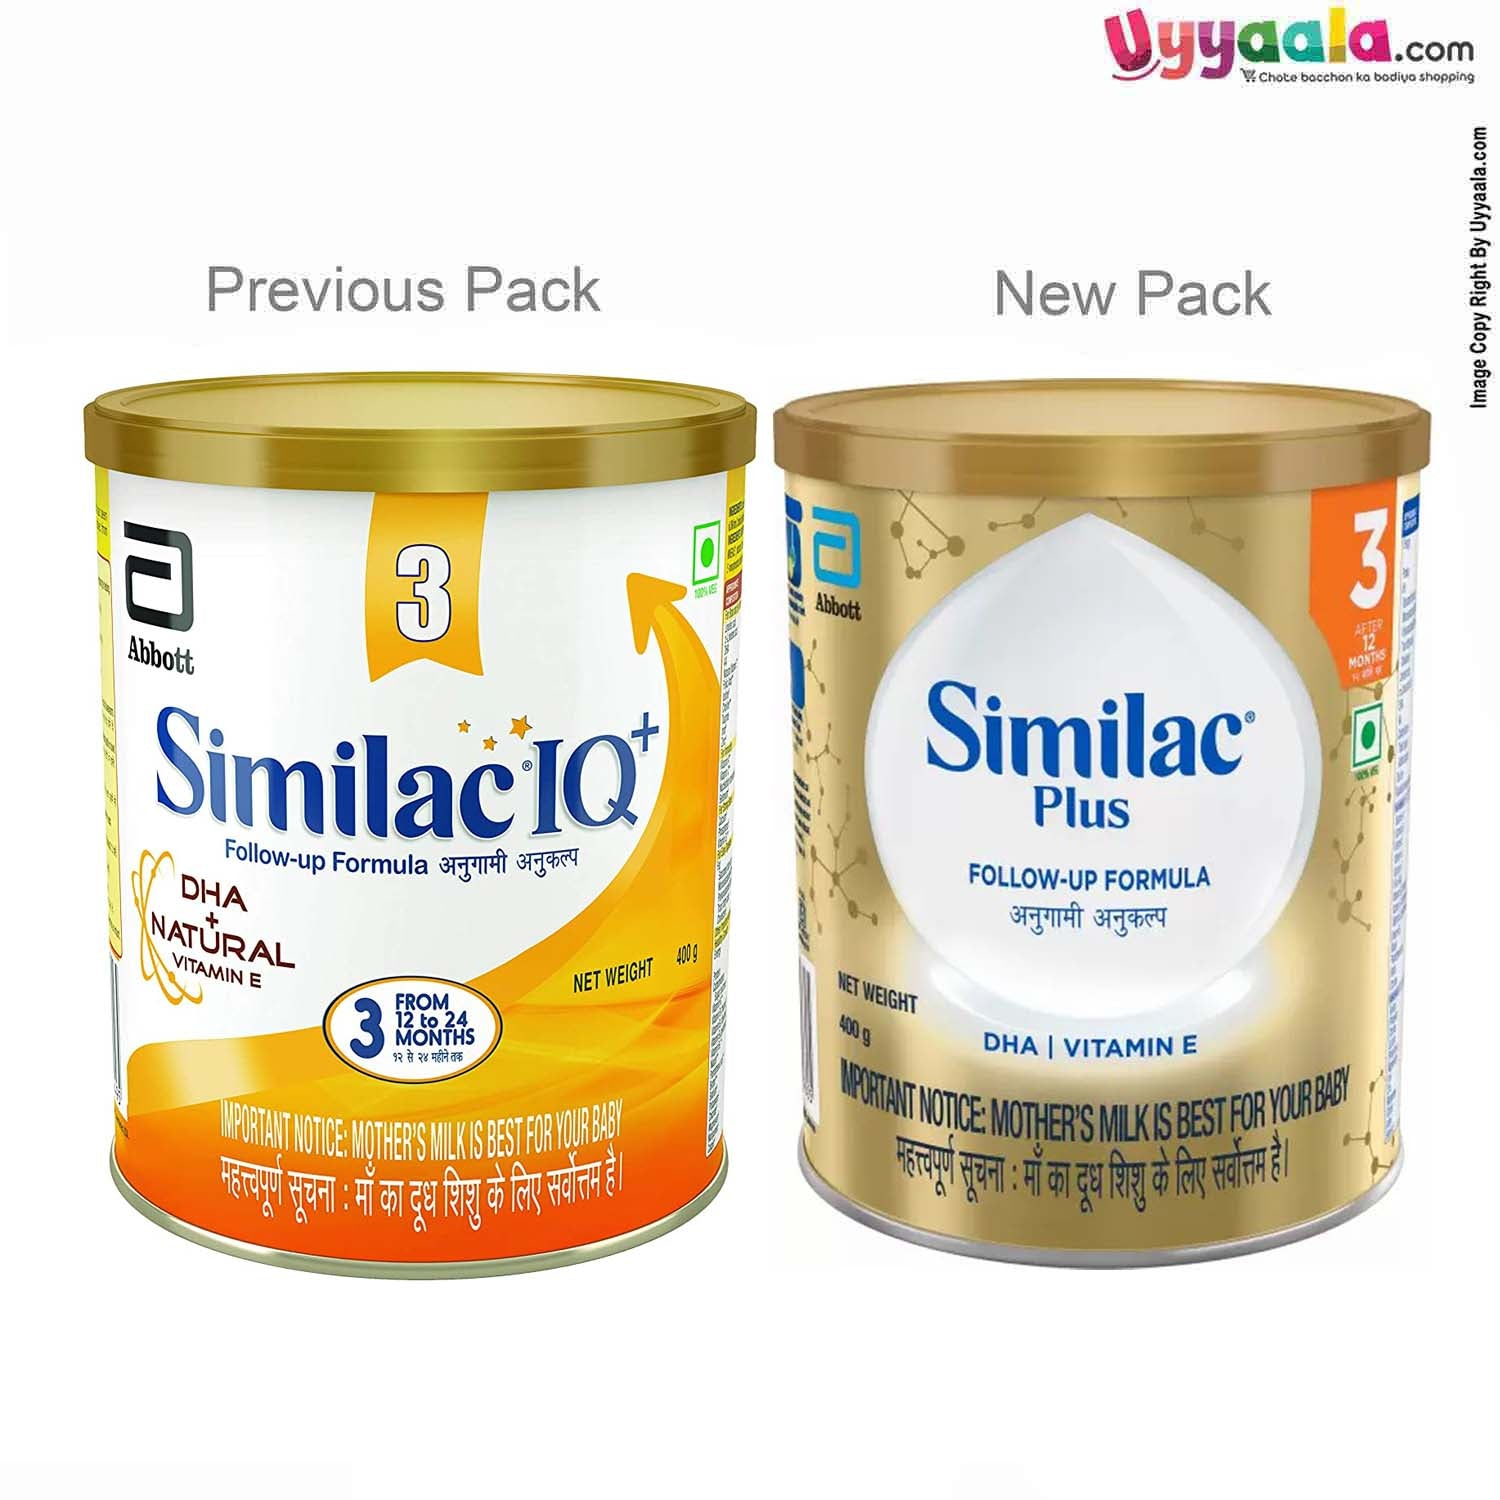 Uyyaala.com
Chote bacchon ka badiya shopping
Image Copy Right By Uyyaala.com
Previous Pack
New Pack
3
Abbott
100% VEG
Similac® IQ+
Follow-up Formula अनुगामी अनुकल्प
DHA
+
NATURAL
VITAMIN E
NET WEIGHT 400 g
3 FROM
12 to 24
MONTHS
१२ से २४ महीने तक
IMPORTANT NOTICE: MOTHER'S MILK IS BEST FOR YOUR BABY
महत्त्वपूर्ण सूचना : माँ का दूध शिशु के लिए सर्वोत्तम है।
Abbott
3
AFTER
12
MONTHS
100% VEG
Similac®
Plus
FOLLOW-UP FORMULA
अनुगामी अनुकल्प
NET WEIGHT
400 g
DHA | VITAMIN E
IMPORTANT NOTICE: MOTHER'S MILK IS BEST FOR YOUR BABY
महत्त्वपूर्ण सूचना : माँ का दूध शिशु के लिए सर्वोत्तम है।